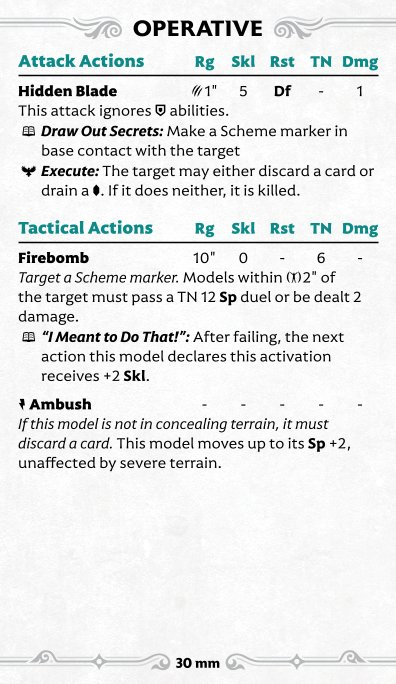 OPERATIVE
Attack Actions Rg Skl Rst TN Dmg
Hidden Blade 1" 5 Df - 1
This attack ignores abilities.
Draw Out Secrets: Make a Scheme marker in
base contact with the target
Execute: The target may either discard a card or
drain a . If it does neither, it is killed.
Tactical Actions Rg Skl Rst TN Dmg
Firebomb 10" 0 - 6 -
Target a Scheme marker. Models within 2" of
the target must pass a TN 12 Sp duel or be dealt 2
damage.
“I Meant to Do That!”: After failing, the next
action this model declares this activation
receives +2 Skl.
Ambush - - - - -
If this model is not in concealing terrain, it must
discard a card. This model moves up to its Sp +2,
unaffected by severe terrain.
30 mm